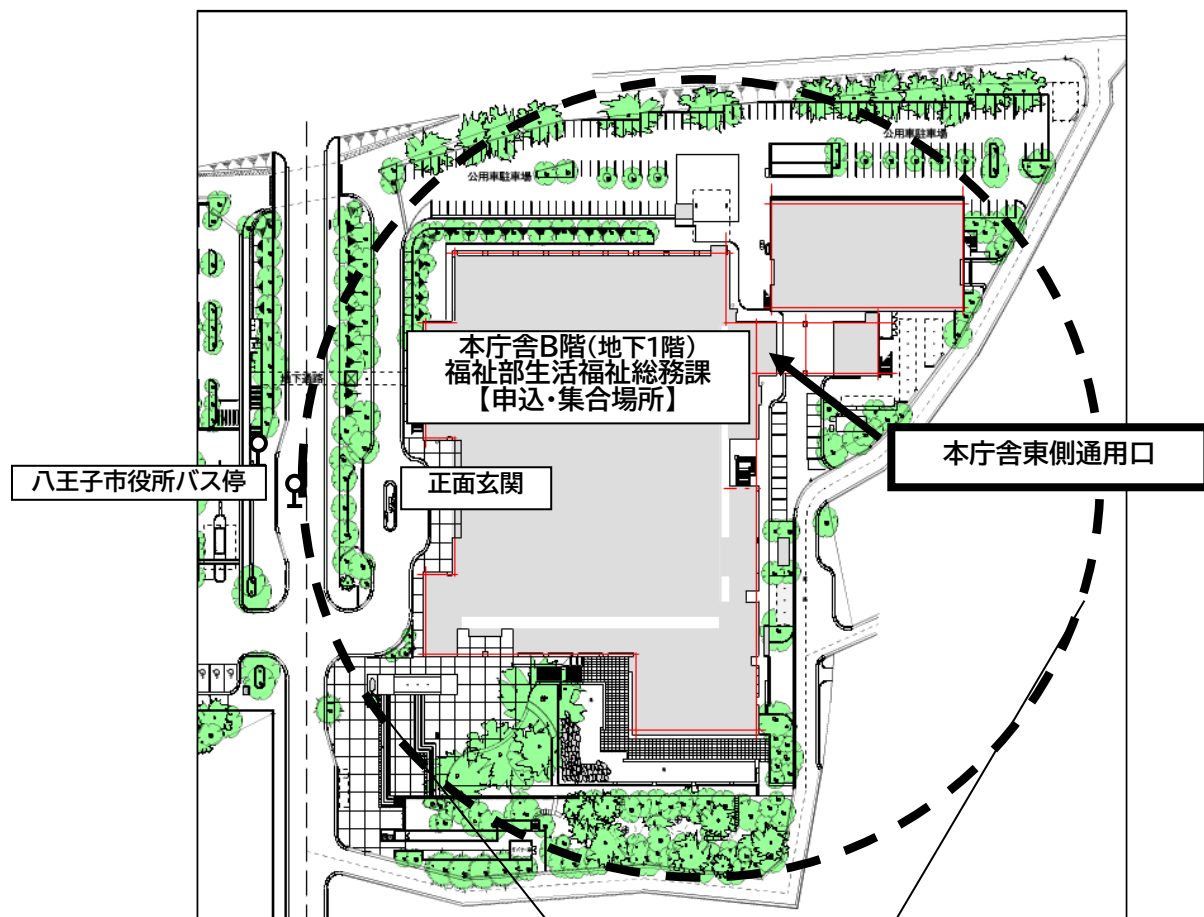 公用車駐車場
公用車駐車場
本庁舎B階(地下1階)
福祉部生活福祉総務課
【申込・集合場所】
地下通路
本庁舎東側通用口
八王子市役所バス停
正面玄関